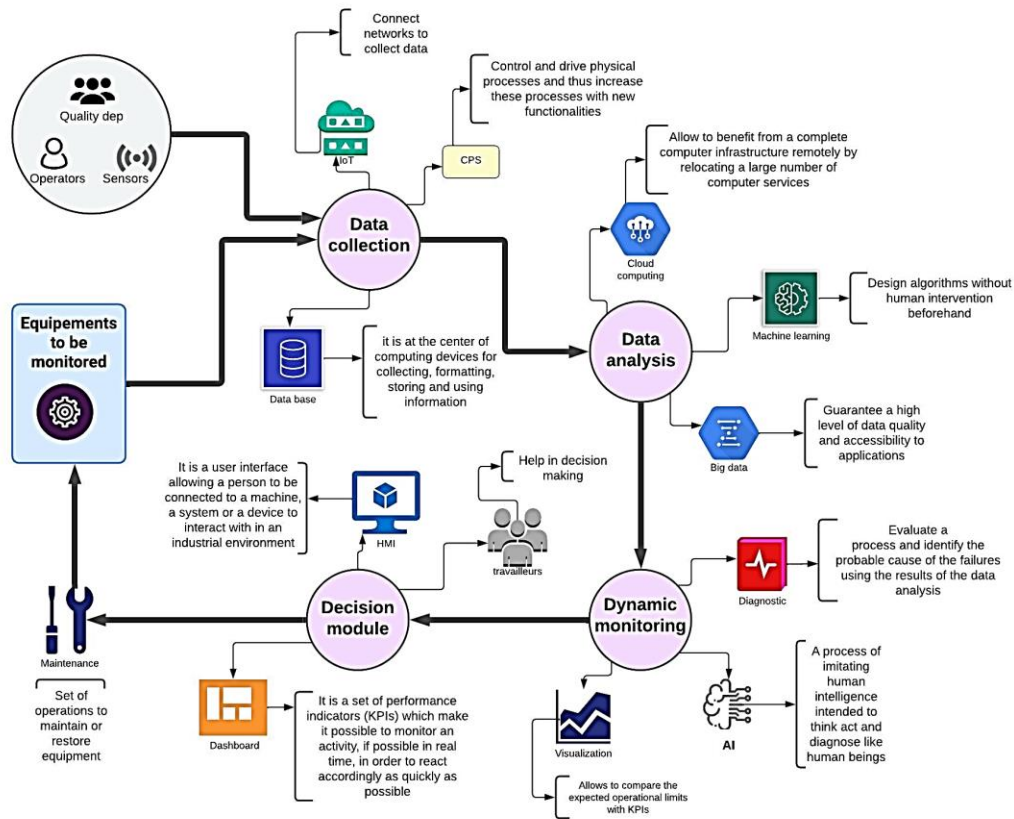 Connect
networks to
collect data
Quality dep
Operators
Sensors
IoT
Control and drive physical
processes and thus increase
these processes with new
functionalities
CPS
Allow to benefit from a complete
computer infrastructure remotely by
relocating a large number of
computer services
Data
collection
Cloud
computing
Design algorithms without
human intervention
beforehand
Machine learning
Equipements
to be
monitored
Data base
it is at the center of
computing devices for
collecting, formatting,
storing and using
information
Data
analysis
Guarantee a high
level of data quality
and accessibility to
applications
Big data
It is a user interface
allowing a person to be
connected to a machine,
a system or a device to
interact with in an
industrial environment
HMI
Help in decision
making
travailleurs
Evaluate a
process and identify the
probable cause of the failures
using the results of the data
analysis
Diagnostic
Decision
module
Dynamic
monitoring
Maintenance
Set of
operations to
maintain or
restore
equipment
Dashboard
It is a set of performance
indicators (KPIs) which make
it possible to monitor an
activity, if possible in real
time, in order to react
accordingly as quickly as
possible
Visualization
Allows to compare the
expected operational limits
with KPIs
AI
A process of
imitating
human
intelligence
intended to
think act and
diagnose like
human beings